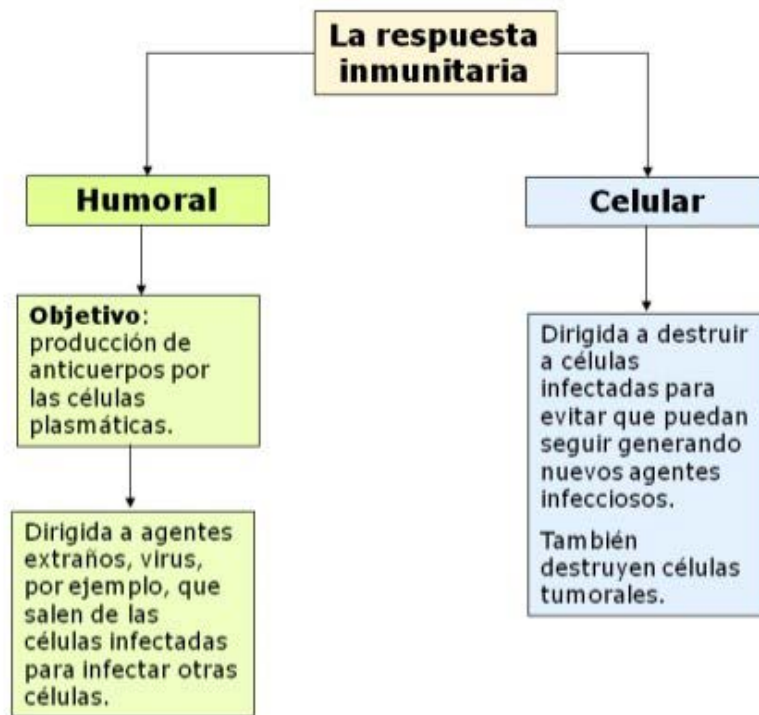 La respuesta
inmunitaria
Humoral
Celular
Objetivo:
producción de
anticuerpos por
las células
plasmáticas.
Dirigida a agentes
extraños, virus,
por ejemplo, que
salen de las
células infectadas
para infectar otras
células.
Dirigida a destruir
a células
infectadas para
evitar que puedan
seguir generando
nuevos agentes
infecciosos.
También
destruyen células
tumorales.